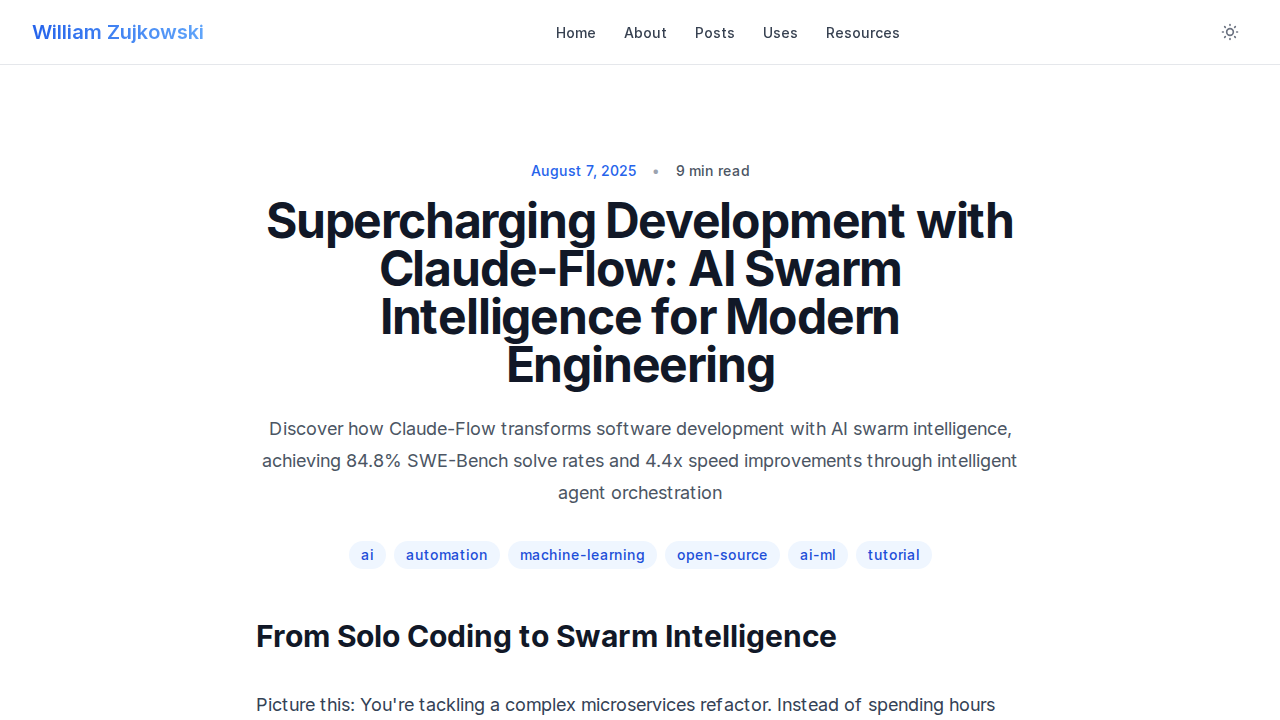 William Zujkowski
Home
About
Posts
Uses
Resources
August 7, 2025 • 9 min read
Supercharging Development with
Claude-Flow: AI Swarm
Intelligence for Modern
Engineering
Discover how Claude-Flow transforms software development with AI swarm intelligence,
achieving 84.8% SWE-Bench solve rates and 4.4x speed improvements through intelligent
agent orchestration
ai
automation
machine-learning
open-source
ai-ml
tutorial
From Solo Coding to Swarm Intelligence
Picture this: You're tackling a complex microservices refactor. Instead of spending hours